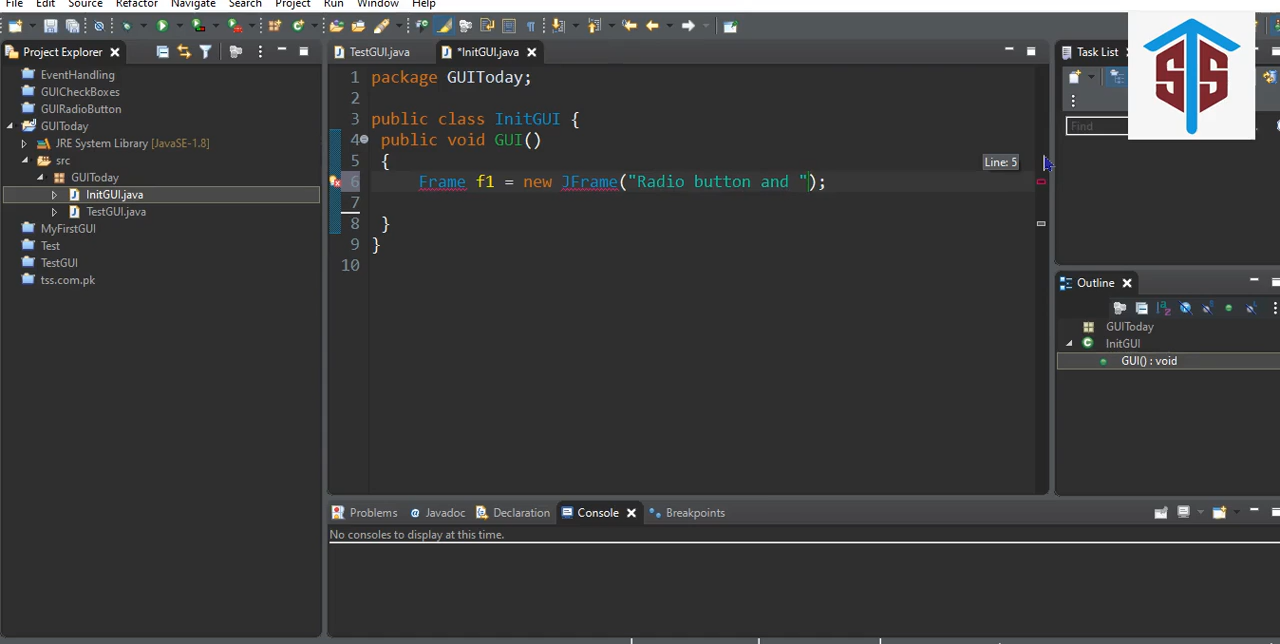 File Edit Source Refactor Navigate Search Project Run Window Help
Project Explorer
TestGUI.java
*InitGUI.java
Task List
EventHandling
GUICheckBoxes
GUIRadioButton
GUIToday
JRE System Library [JavaSE-1.8]
src
GUIToday
InitGUI.java
TestGUI.java
MyFirstGUI
Test
TestGUI
tss.com.pk
1 package GUIToday;
2
3 public class InitGUI {
4 public void GUI()
5 {
6 Frame f1 = new JFrame("Radio button and ");
7
8 }
9 }
10
Line: 5
Find
TSS
Outline
GUIToday
InitGUI
GUI() : void
Problems Javadoc Declaration Console Breakpoints
No consoles to display at this time.